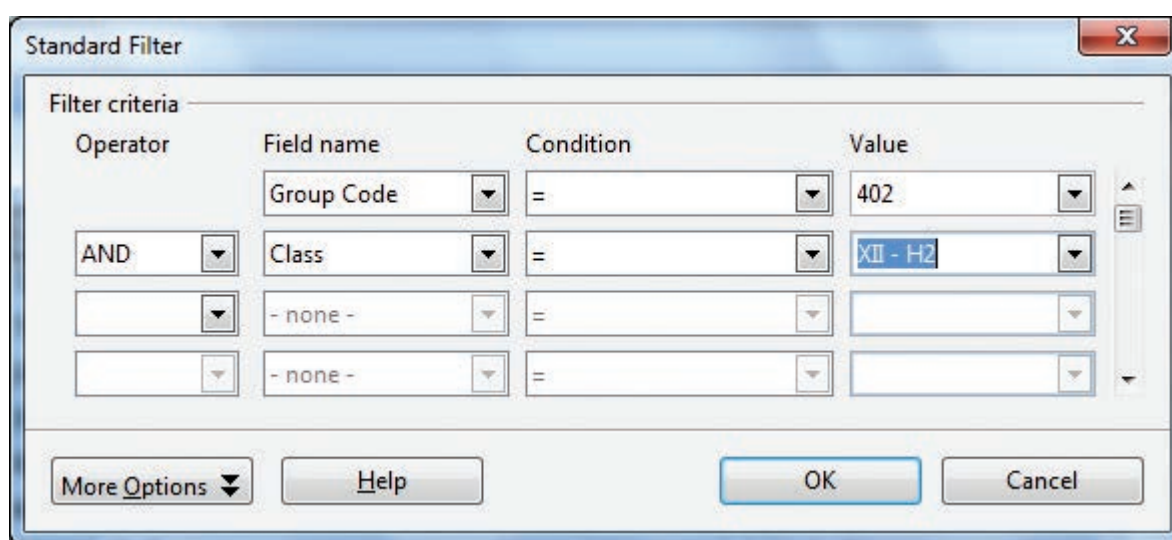 Standard Filter
Filter criteria
Operator Field name Condition Value
Group Code = 402
AND Class = XII - H2
- none - =
- none - =
More Options Help OK Cancel